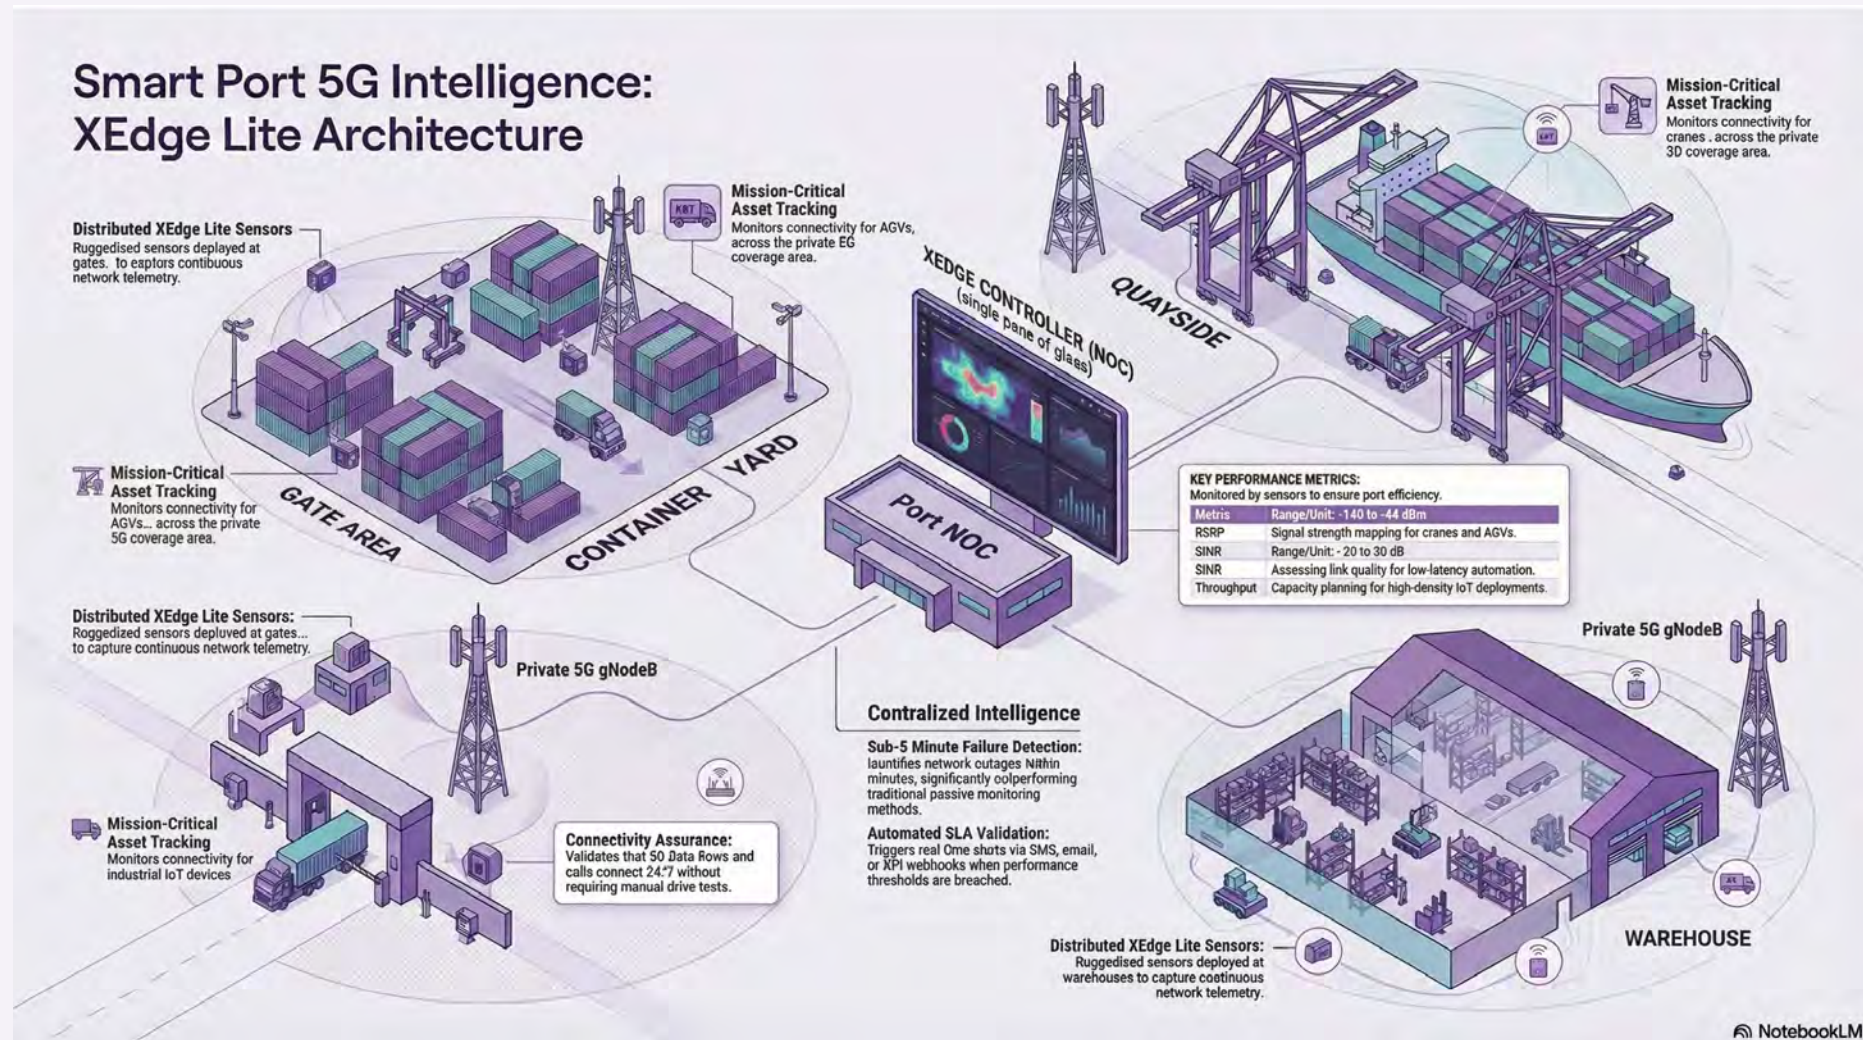 Smart Port 5G Intelligence:
XEdge Lite Architecture
Distributed XEdge Lite Sensors
Ruggedised sensors deplayed at
gates. to eaptors contibuous
network telemetry.
KBT
Mission-Critical
Asset Tracking
Monitors connectivity for AGVs,
across the private EG
coverage area.
Mission-Critical
Asset Tracking
Monitors connectivity for
cranes . across the private
3D coverage area.
XEDGE CONTROLLER (NOC)
(single pane of glass)
QUAYSIDE
Mission-Critical
Asset Tracking
Monitors connectivity for
AGVs... across the private
5G coverage area.
GATE AREA
CONTAINER YARD
Port NOC
KEY PERFORMANCE METRICS:
Monitored by sensors to ensure port efficiency.
Metris Range/Unit: -140 to -44 dBm
RSRP Signal strength mapping for cranes and AGVs.
SINR Range/Unit: - 20 to 30 dB
SINR Assessing link quality for low-latency automation.
Throughput Capacity planning for high-density IoT deployments.
Distributed XEdge Lite Sensors:
Roggedized sensors depluved at gates...
to capture continuous network telemetry.
Private 5G gNodeB
Private 5G gNodeB
Contralized Intelligence
Sub-5 Minute Failure Detection:
launtifies network outages Nithin
minutes, significantly oolperforming
traditional passive monitoring
methods.
Automated SLA Validation:
Triggers real Ome shots via SMS, email,
or XPI webhooks when performance
thresholds are breached.
Mission-Critical
Asset Tracking
Monitors connectivity for
industrial IoT devices
Connectivity Assurance:
Validates that 50 Data Rows and
calls connect 24:*7 without
requiring manual drive tests.
WAREHOUSE
Distributed XEdge Lite Sensors:
Ruggedised sensors deployed at
warehouses to capture continuous
network telemetry.
NotebookLM